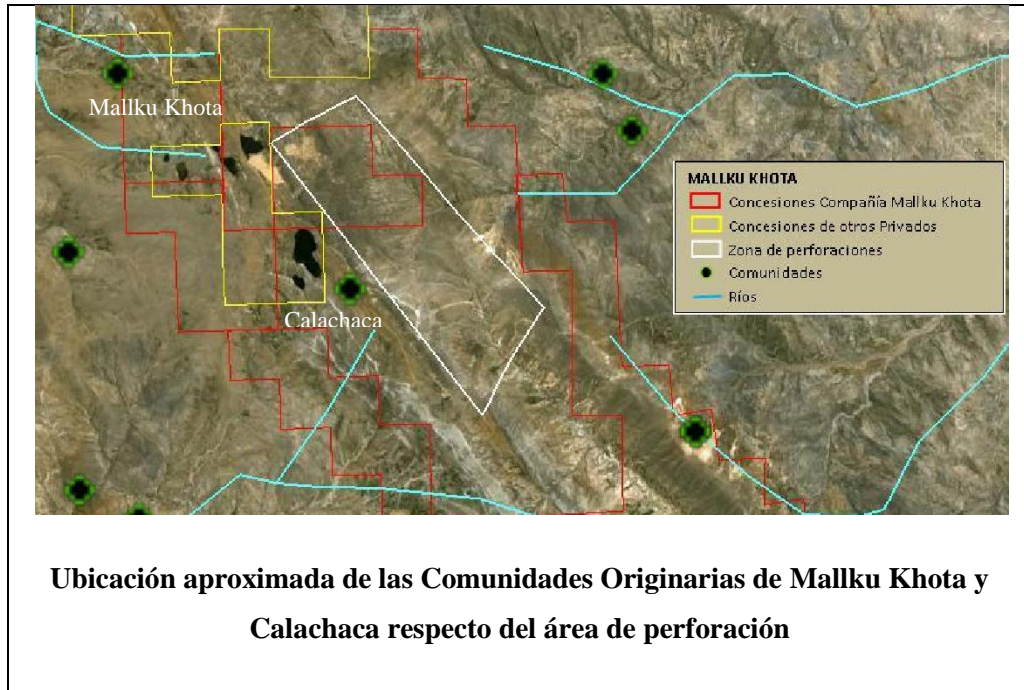 Mallku Khota
Calachaca
MALLKU KHOTA
Concesiones Compañía Mallku Khota
Concesiones de otros Privados
Zona de perforaciones
Comunidades
Ríos
Ubicación aproximada de las Comunidades Originarias de Mallku Khota y
Calachaca respecto del área de perforación